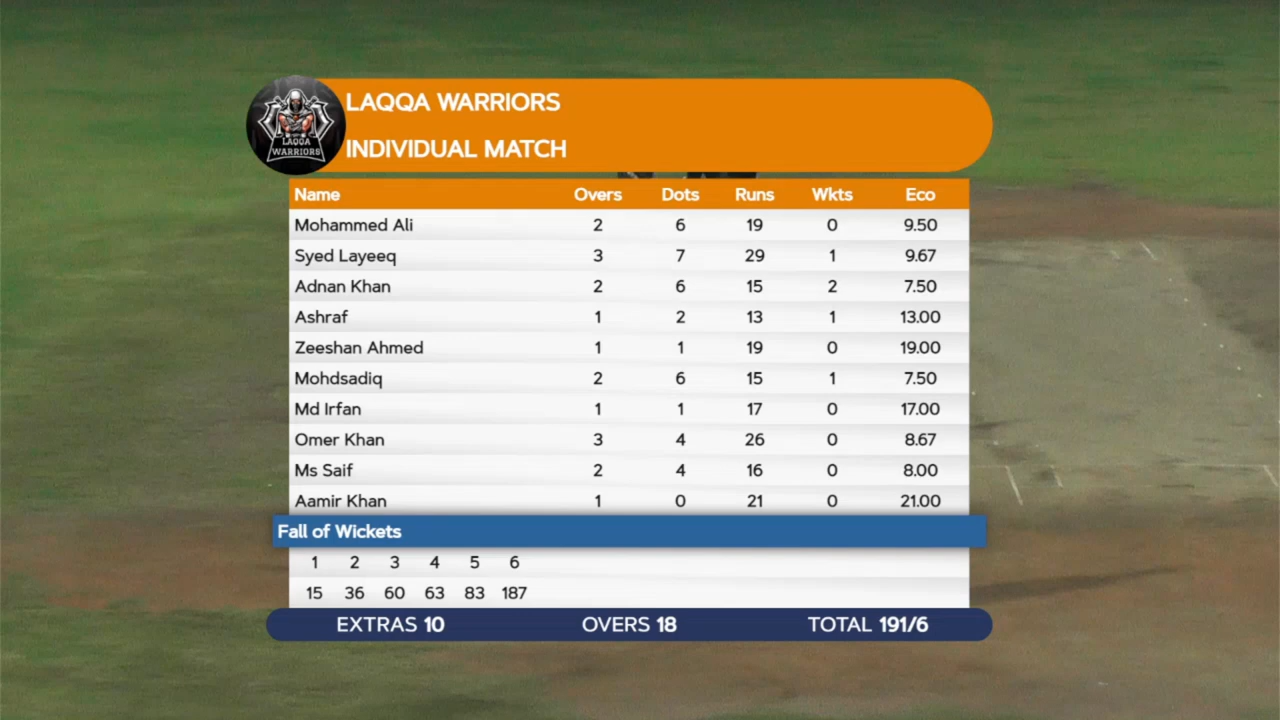 LAQQA WARRIORS
INDIVIDUAL MATCH
LAQQA
WARRIORS
Name Overs Dots Runs Wkts Eco
Mohammed Ali 2 6 19 0 9.50
Syed Layeeq 3 7 29 1 9.67
Adnan Khan 2 6 15 2 7.50
Ashraf 1 2 13 1 13.00
Zeeshan Ahmed 1 1 19 0 19.00
Mohdsadiq 2 6 15 1 7.50
Md Irfan 1 1 17 0 17.00
Omer Khan 3 4 26 0 8.67
Ms Saif 2 4 16 0 8.00
Aamir Khan 1 0 21 0 21.00
Fall of Wickets
1 2 3 4 5 6
15 36 60 63 83 187
EXTRAS 10 OVERS 18 TOTAL 191/6